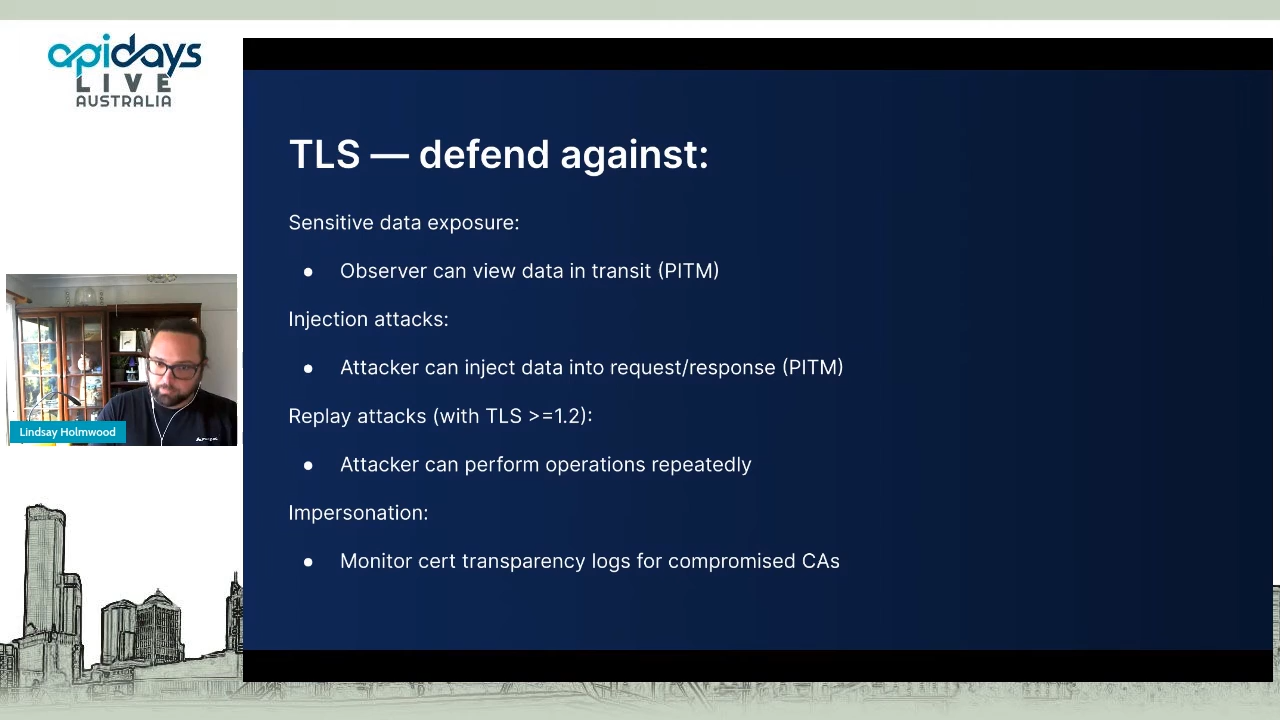 apidays
LIVE
AUSTRALIA
TLS — defend against:
Sensitive data exposure:
● Observer can view data in transit (PITM)
Injection attacks:
● Attacker can inject data into request/response (PITM)
Replay attacks (with TLS >=1.2):
● Attacker can perform operations repeatedly
Impersonation:
● Monitor cert transparency logs for compromised CAs
Lindsay Holmwood